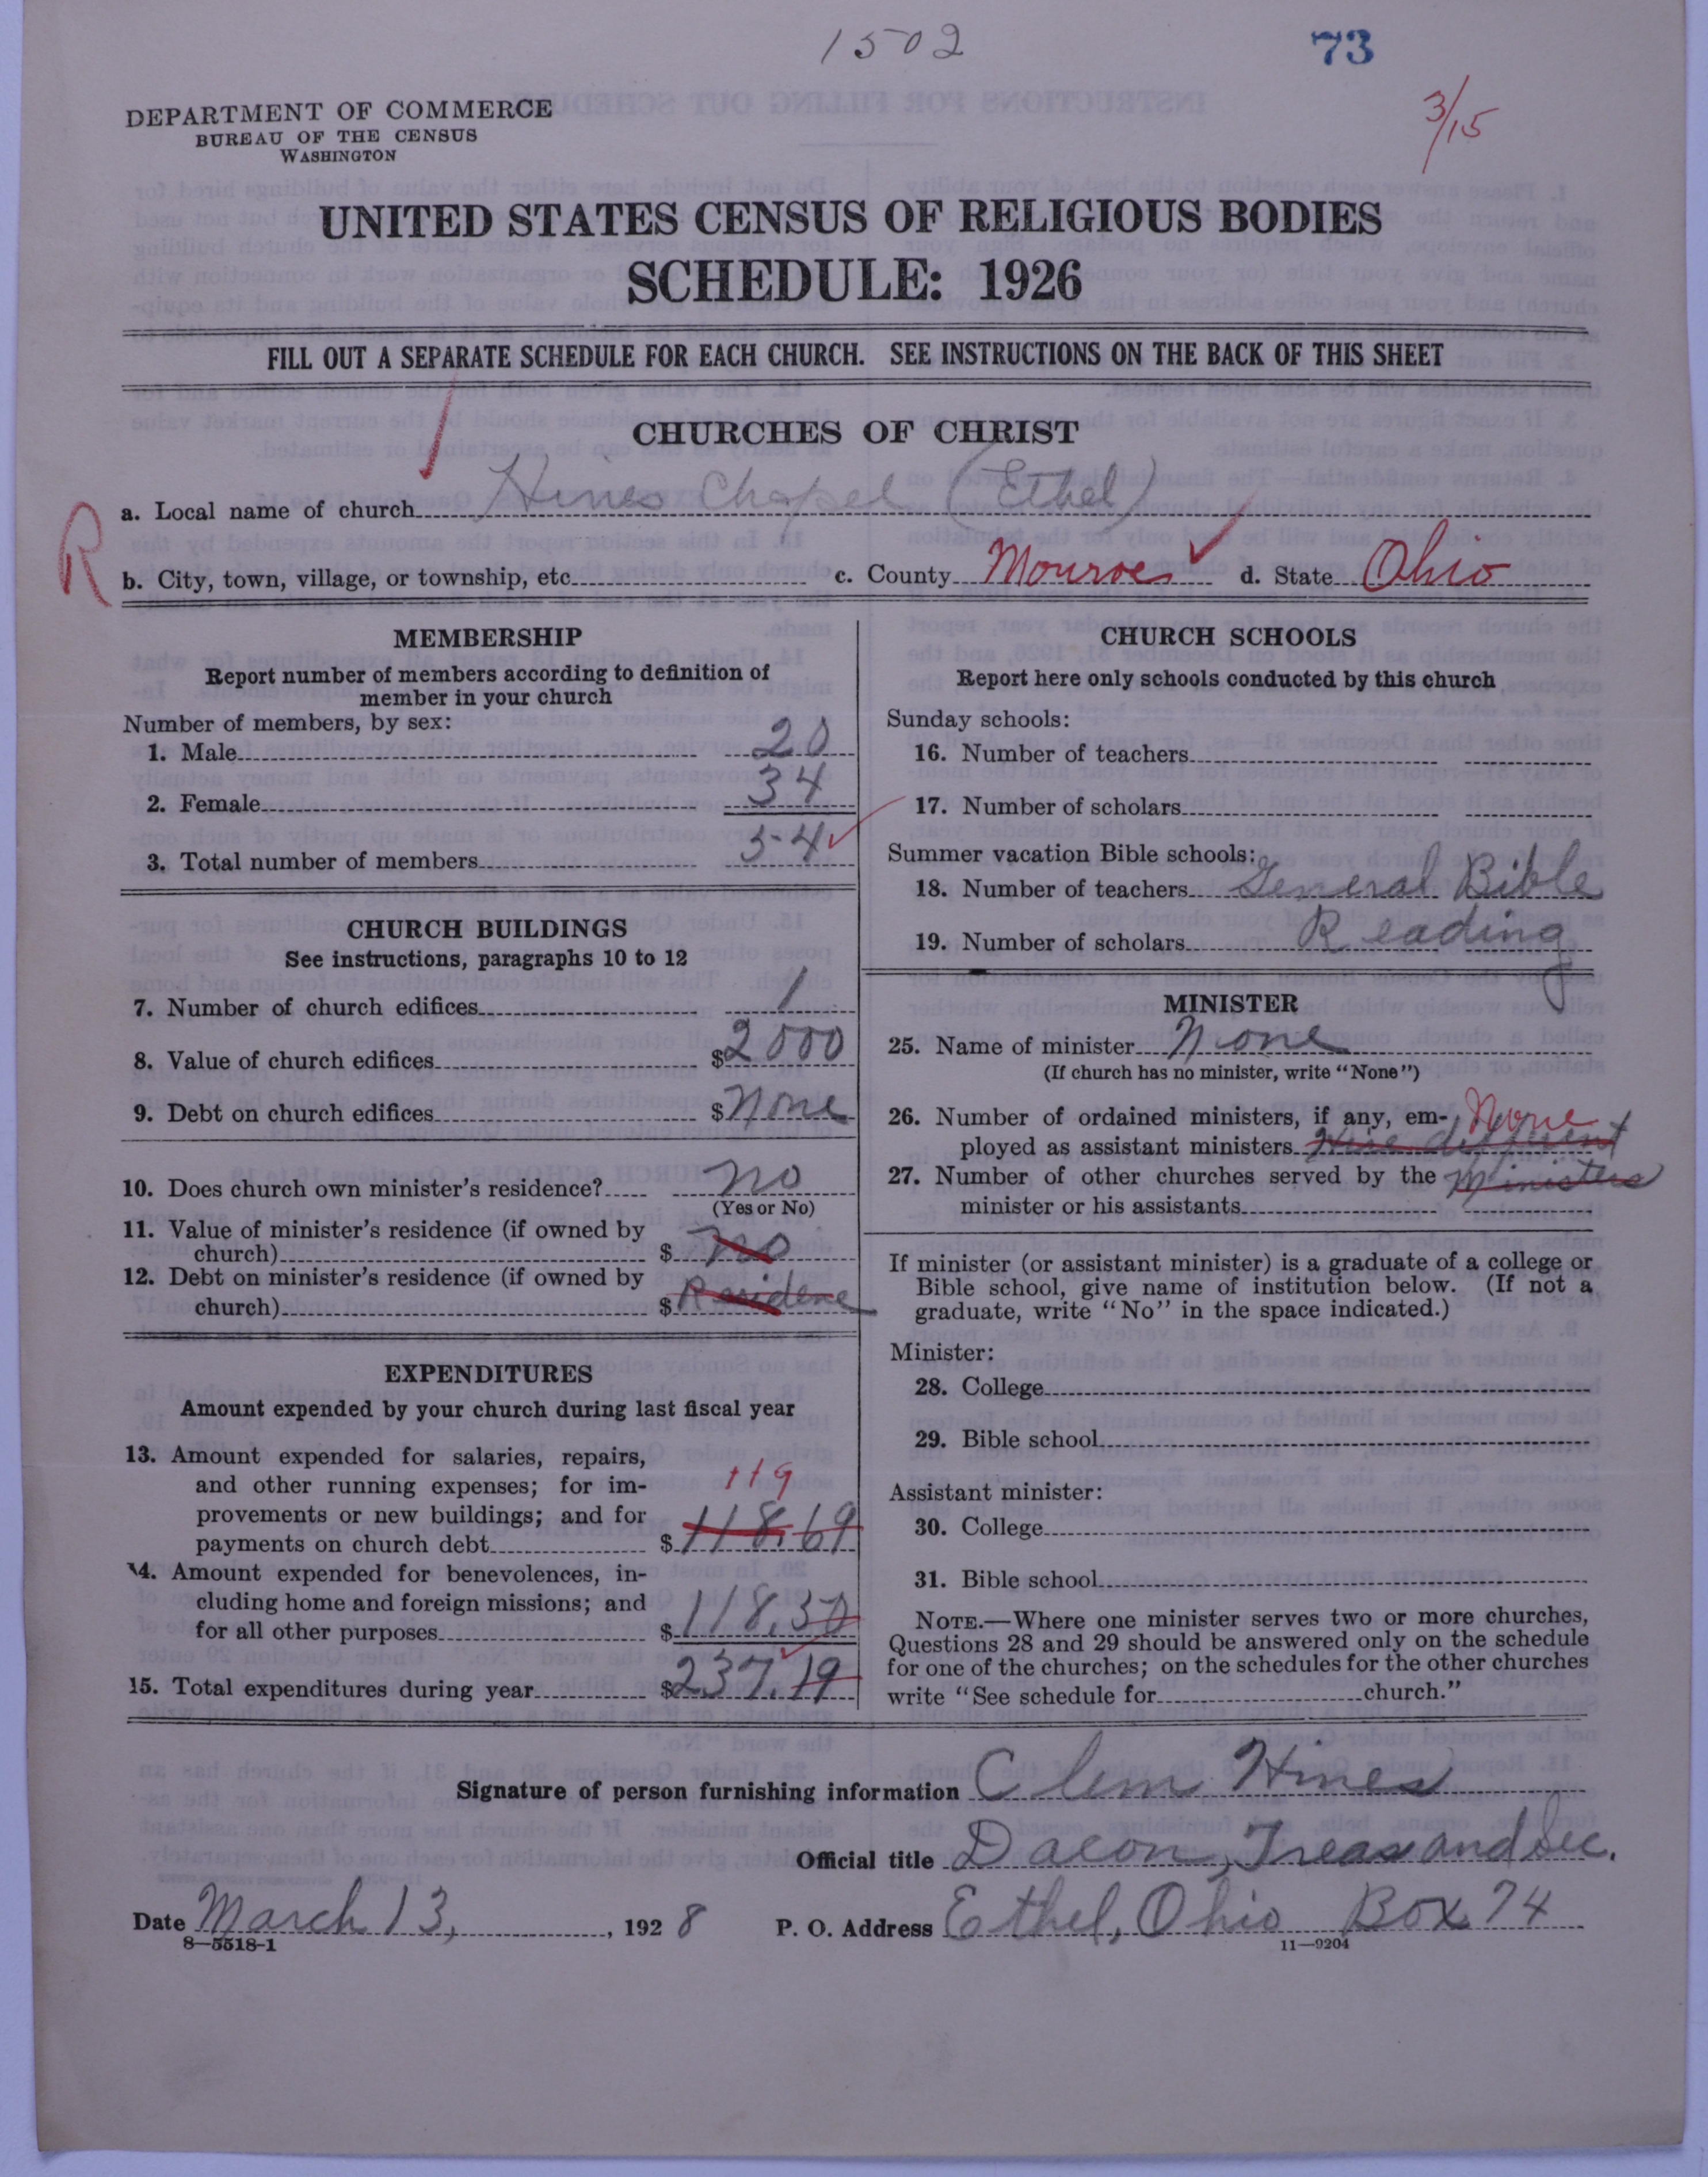 1502
73
3/15
DEPARTMENT OF COMMERCE
BUREAU OF THE CENSUS
WASHINGTON
UNITED STATES CENSUS OF RELIGIOUS BODIES
SCHEDULE: 1926
FILL OUT A SEPARATE SCHEDULE FOR EACH CHURCH. SEE INSTRUCTIONS ON THE BACK OF THIS SHEET
CHURCHES OF CHRIST
R
a. Local name of church Hines Chapel (Ethel)
b. City, town, village, or township, etc. c. County Monroe d. State Ohio
MEMBERSHIP
Report number of members according to definition of
member in your church
Number of members, by sex:
1. Male 20
2. Female 34
3. Total number of members 54
CHURCH BUILDINGS
See instructions, paragraphs 10 to 12
7. Number of church edifices 1
8. Value of church edifices $2000
9. Debt on church edifices $None
10. Does church own minister's residence? no
(Yes or No)
11. Value of minister's residence (if owned by
church) $ no
12. Debt on minister's residence (if owned by
church) $ Residene
EXPENDITURES
Amount expended by your church during last fiscal year
13. Amount expended for salaries, repairs,
and other running expenses; for im-
119
provements or new buildings; and for
payments on church debt $118.69
14. Amount expended for benevolences, in-
cluding home and foreign missions; and
for all other purposes $118.50
15. Total expenditures during year $237.19
CHURCH SCHOOLS
Report here only schools conducted by this church
Sunday schools:
16. Number of teachers
17. Number of scholars
Summer vacation Bible schools:
18. Number of teachers General Bible
19. Number of scholars Reading
MINISTER
25. Name of minister None
(If church has no minister, write "None")
26. Number of ordained ministers, if any, em- None
ployed as assistant ministers Hire different
27. Number of other churches served by the Ministers
minister or his assistants
If minister (or assistant minister) is a graduate of a college or
Bible school, give name of institution below. (If not a
graduate, write "No" in the space indicated.)
Minister:
28. College
29. Bible school
Assistant minister:
30. College
31. Bible school
NOTE.—Where one minister serves two or more churches,
Questions 28 and 29 should be answered only on the schedule
for one of the churches; on the schedules for the other churches
write "See schedule for church."
Signature of person furnishing information Clem Hines
Official title Dacon, Treas and Sec.
Date March 13, , 1928 P. O. Address Ethel, Ohio Box 74
8—5518-1
11—9204